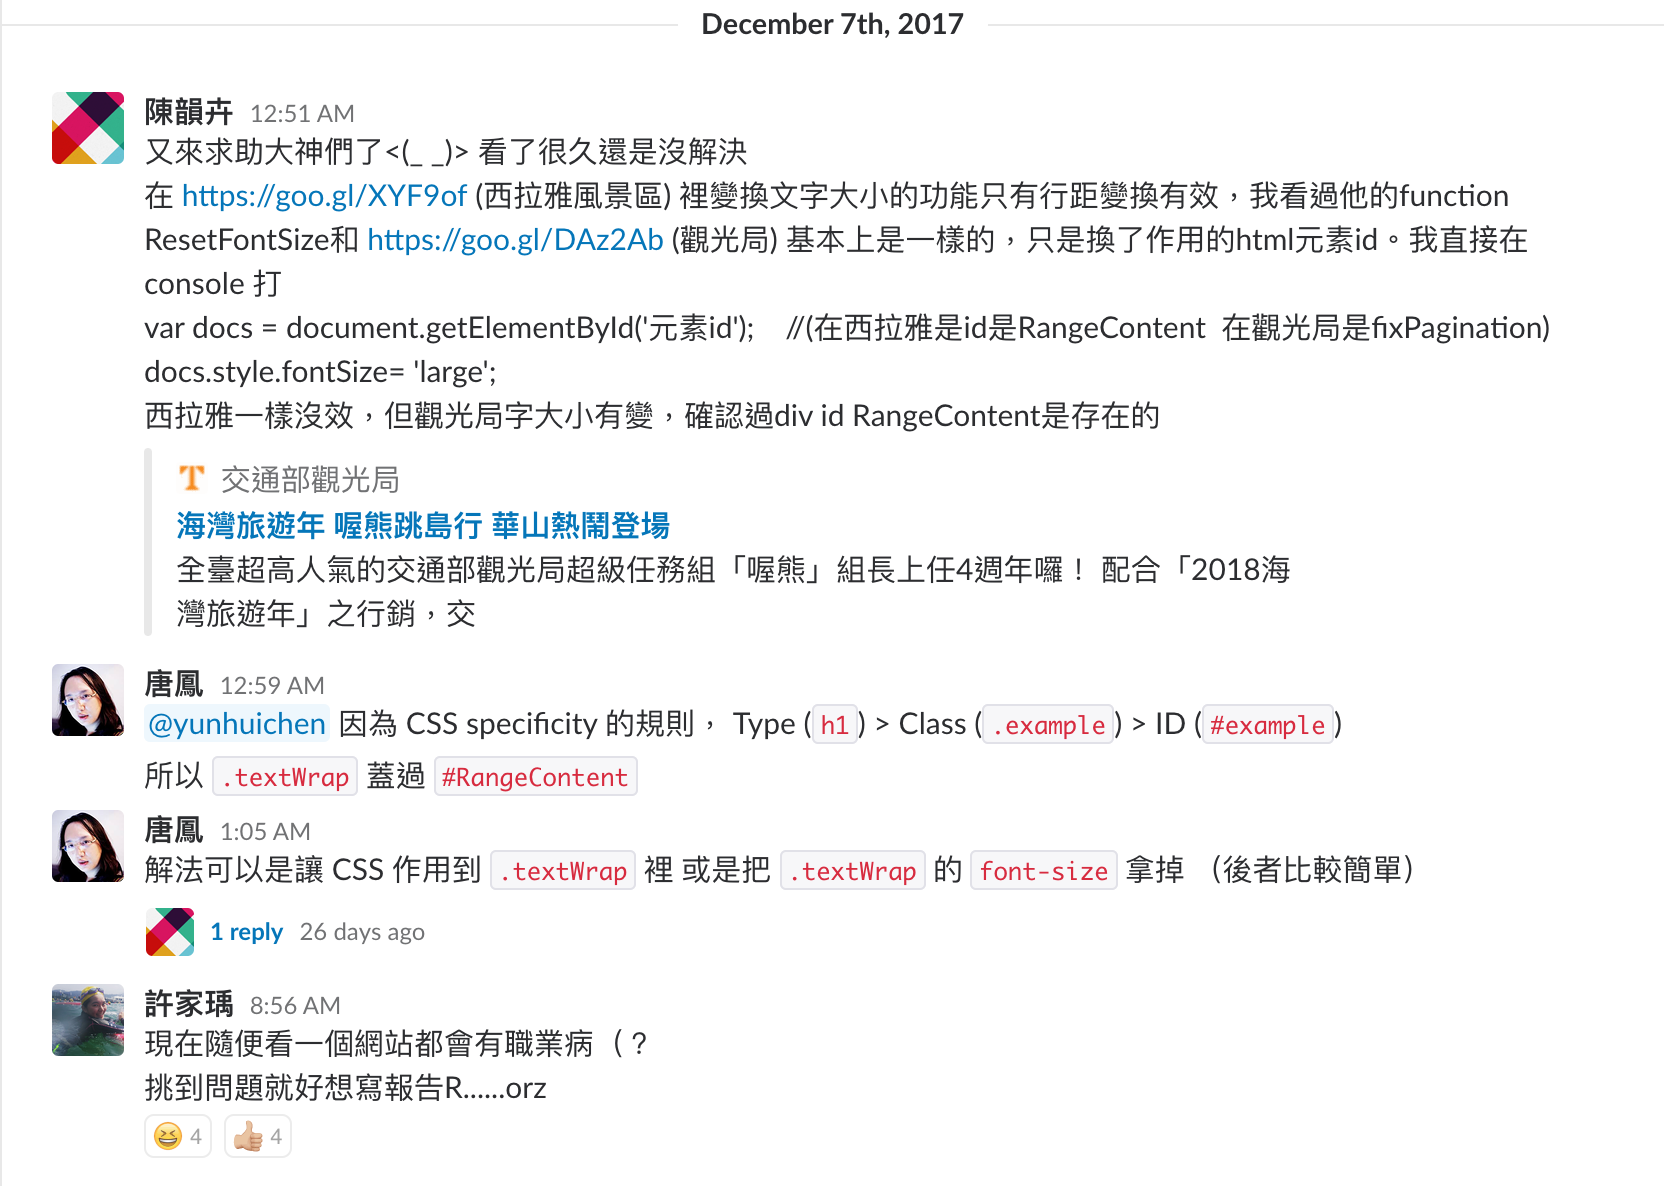 December 7th, 2017
陳韻卉 12:51 AM
又來求助大神們了<(_ _)> 看了很久還是沒解決
在 https://goo.gl/XYF9of (西拉雅風景區) 裡變換文字大小的功能只有行距變換有效，我看過他的function
ResetFontSize和 https://goo.gl/DAz2Ab (觀光局) 基本上是一樣的，只是換了作用的html元素id。我直接在
console 打
var docs = document.getElementById('元素id'); //(在西拉雅是id是RangeContent 在觀光局是fixPagination)
docs.style.fontSize= 'large';
西拉雅一樣沒效，但觀光局字大小有變，確認過div id RangeContent是存在的
T 交通部觀光局
海灣旅遊年 喔熊跳島行 華山熱鬧登場
全臺超高人氣的交通部觀光局超級任務組「喔熊」組長上任4週年囉！ 配合「2018海
灣旅遊年」之行銷，交
唐鳳 12:59 AM
@yunhuichen 因為 CSS specificity 的規則， Type (h1) > Class (.example) > ID (#example)
所以 .textWrap 蓋過 #RangeContent
唐鳳 1:05 AM
解法可以是讓 CSS 作用到 .textWrap 裡 或是把 .textWrap 的 font-size 拿掉 （後者比較簡單）
1 reply 26 days ago
許家瑀 8:56 AM
現在隨便看一個網站都會有職業病（？
挑到問題就好想寫報告R......orz
4 4